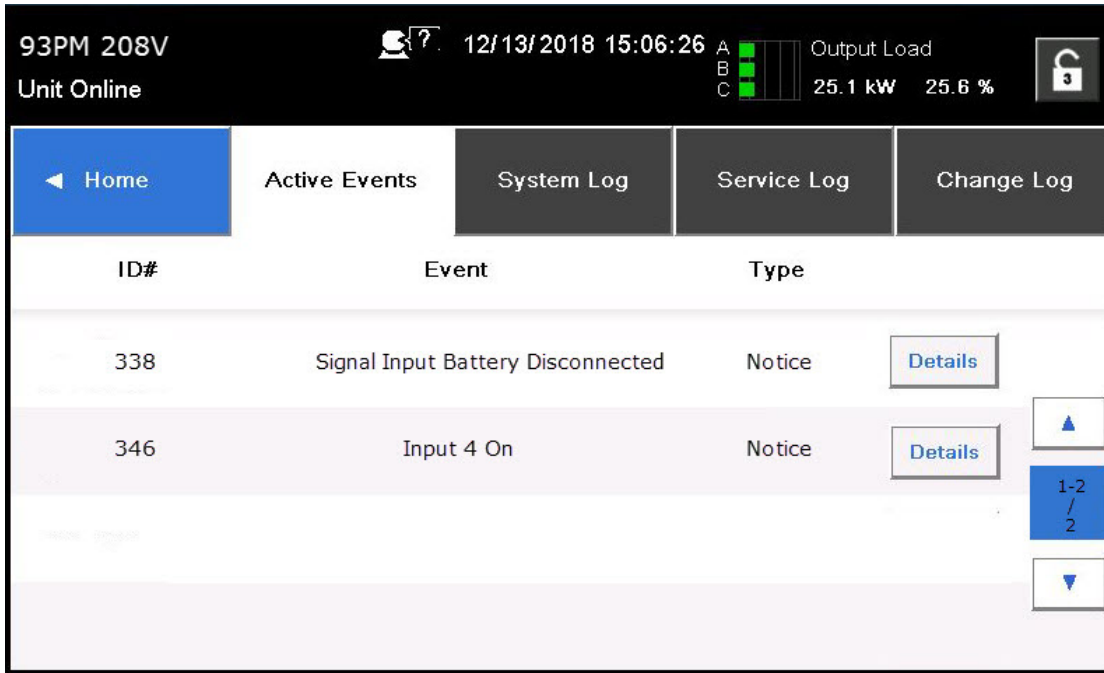 93PM 208V
Unit Online
?
12/13/2018 15:06:26
A
B
C
Output Load
25.1 kW 25.6 %
3
◀ Home
Active Events
System Log
Service Log
Change Log
ID# Event Type
338 Signal Input Battery Disconnected Notice Details
346 Input 4 On Notice Details
▲
1-2
/
2
▼